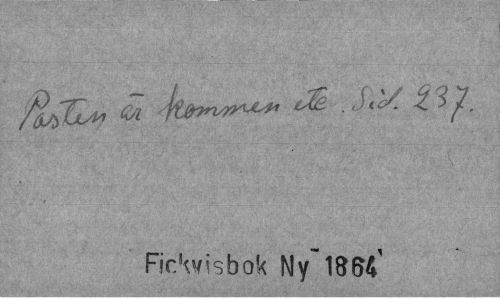 Posten är kommen etc. Sid. 237.
Fickvisbok Ny 1864